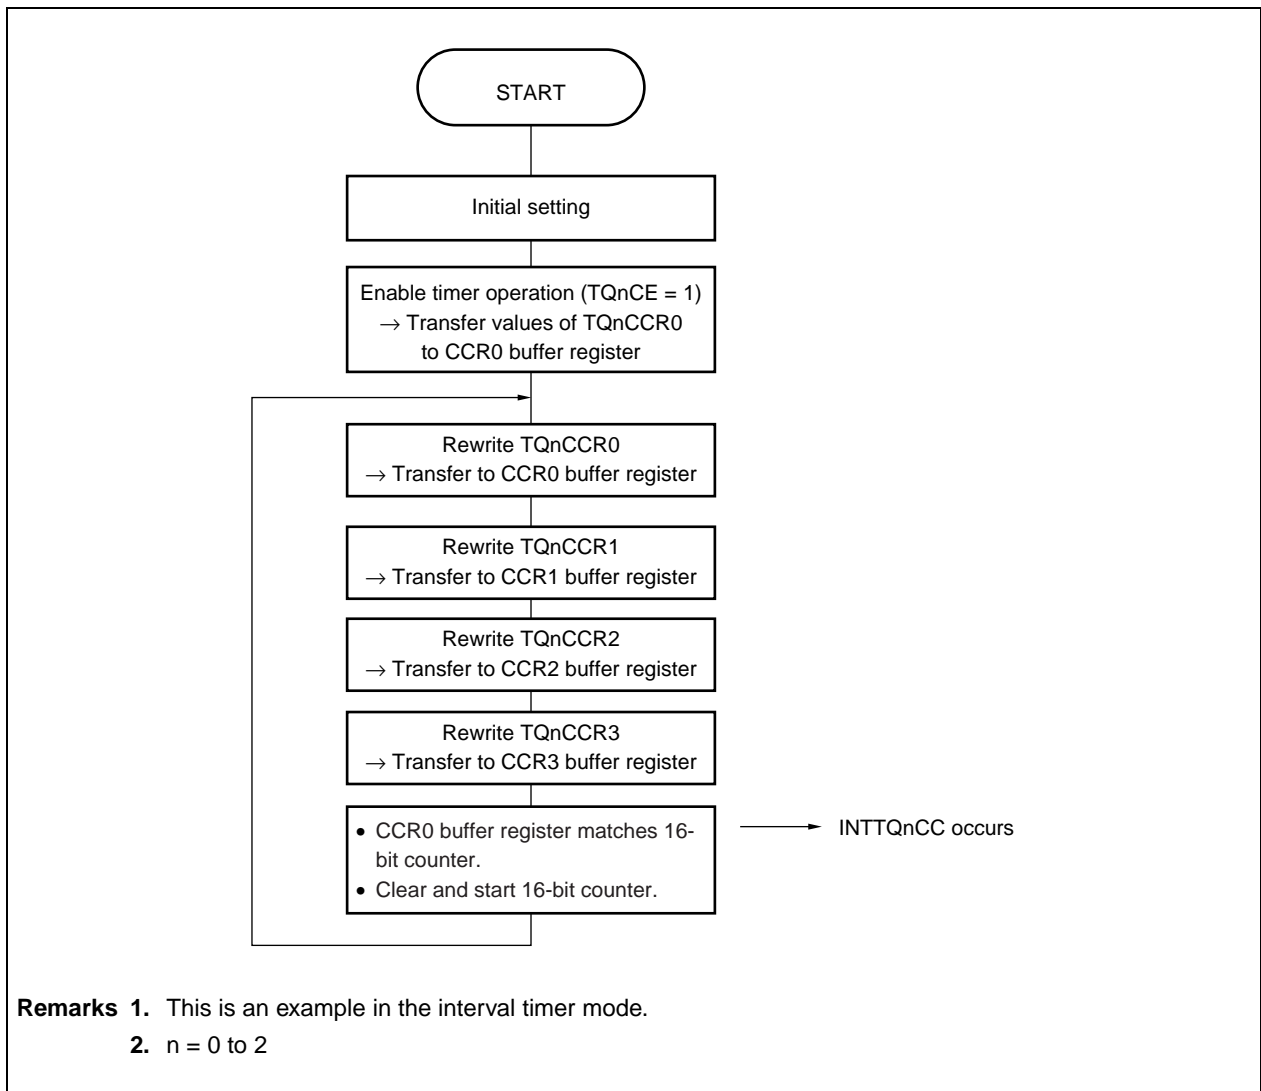 START
Initial setting
Enable timer operation (TQnCE = 1)
→ Transfer values of TQnCCR0
to CCR0 buffer register
Rewrite TQnCCR0
→ Transfer to CCR0 buffer register
Rewrite TQnCCR1
→ Transfer to CCR1 buffer register
Rewrite TQnCCR2
→ Transfer to CCR2 buffer register
Rewrite TQnCCR3
→ Transfer to CCR3 buffer register
• CCR0 buffer register matches 16-
bit counter.
• Clear and start 16-bit counter.
INTTQnCC occurs
Remarks 1. This is an example in the interval timer mode.
2. n = 0 to 2